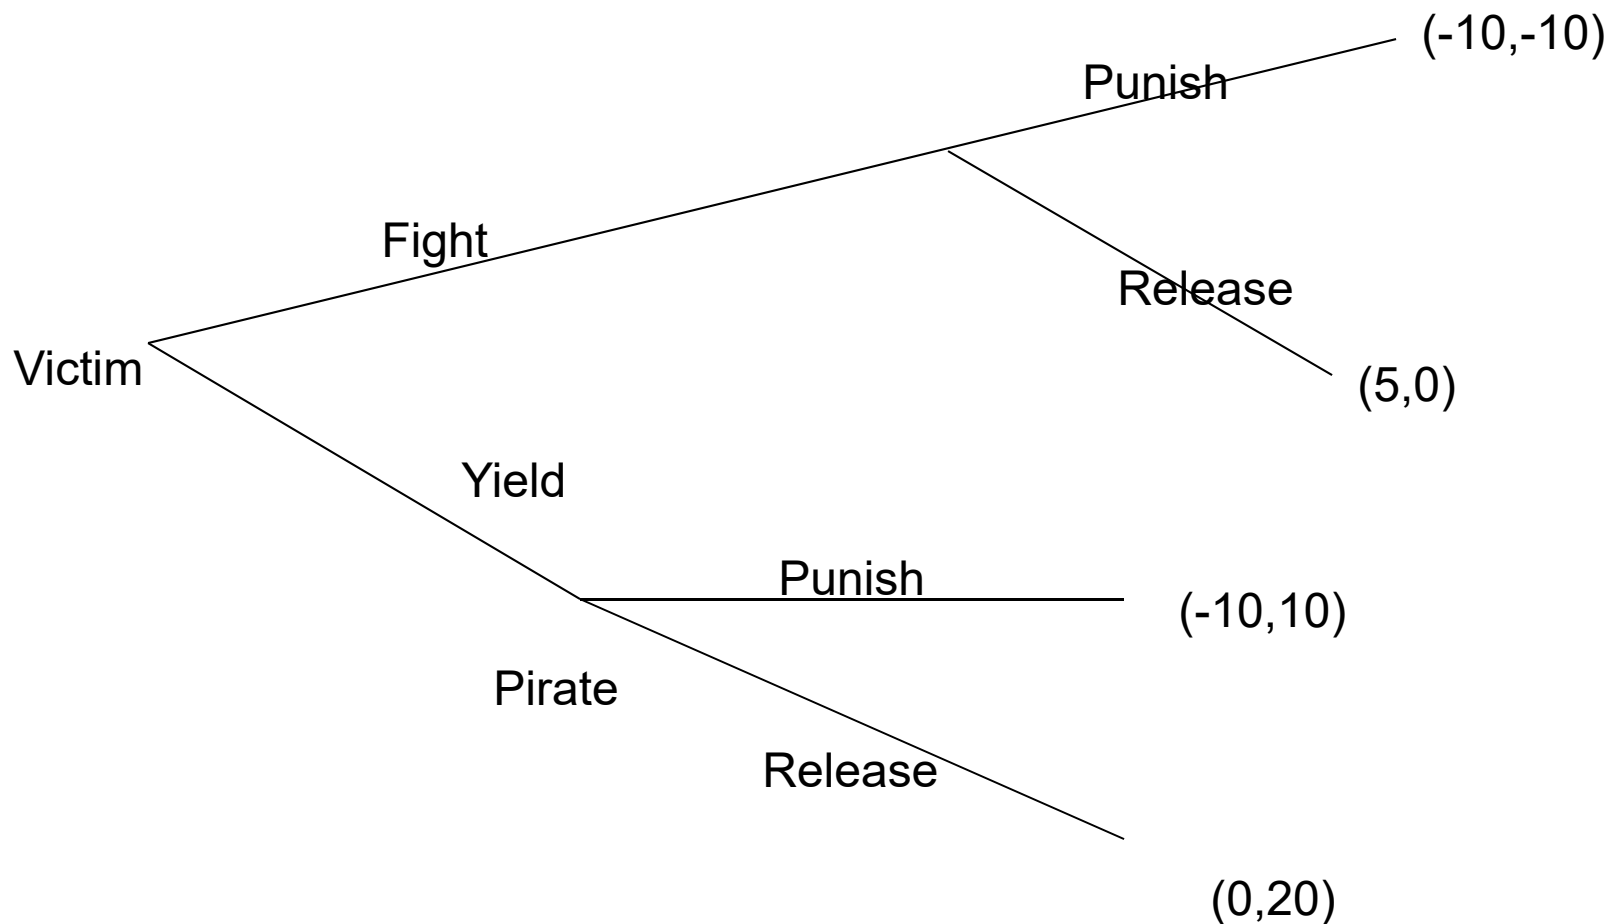 (-10,-10)
Punish
Fight
Release
Victim
(5,0)
Yield
Punish
(-10,10)
Pirate
Release
(0,20)